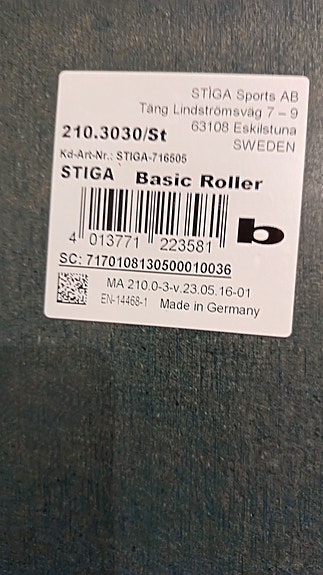 STIGA Sports AB
Tang Lindströmsväg 7 – 9
63108 Eskilstuna
SWEDEN
210.3030/St
Kd-Art-Nr.: STIGA-716505
STIGA Basic Roller
4 013771 223581
b
SC: 71701081305000010036
MA 210.0-3-v.23.05.16-01
EN-14468-1 Made in Germany